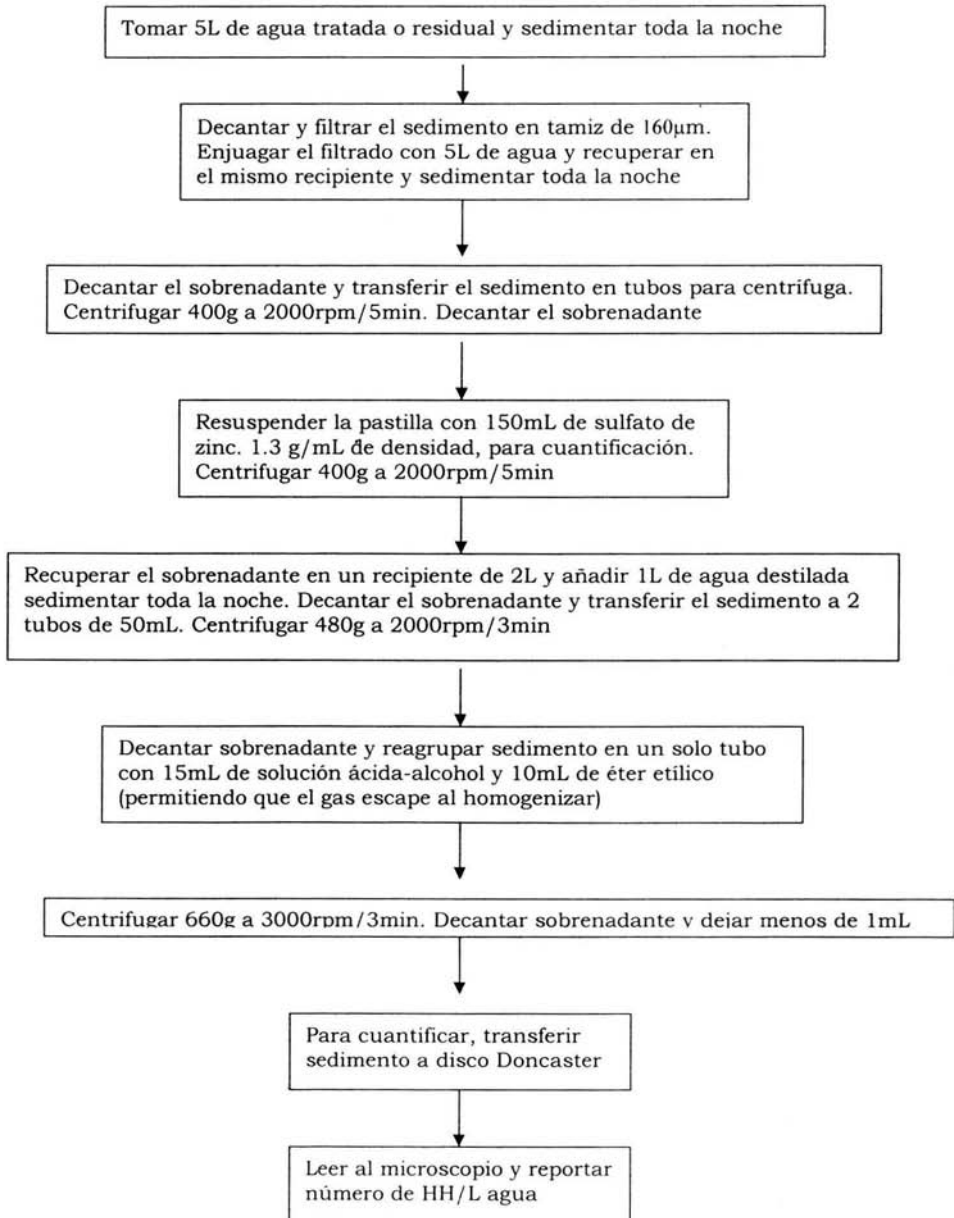 Tomar 5L de agua tratada o residual y sedimentar toda la noche
Decantar y filtrar el sedimento en tamiz de 160µm.
Enjuagar el filtrado con 5L de agua y recuperar en
el mismo recipiente y sedimentar toda la noche
Decantar el sobrenadante y transferir el sedimento en tubos para centrífuga.
Centrifugar 400g a 2000rpm/5min. Decantar el sobrenadante
Resuspender la pastilla con 150mL de sulfato de
zinc. 1.3 g/mL de densidad, para cuantificación.
Centrifugar 400g a 2000rpm/5min
Recuperar el sobrenadante en un recipiente de 2L y añadir 1L de agua destilada
sedimentar toda la noche. Decantar el sobrenadante y transferir el sedimento a 2
tubos de 50mL. Centrifugar 480g a 2000rpm/3min
Decantar sobrenadante y reagrupar sedimento en un solo tubo
con 15mL de solución ácida-alcohol y 10mL de éter etílico
(permitiendo que el gas escape al homogenizar)
Centrifugar 660g a 3000rpm/3min. Decantar sobrenadante y dejar menos de 1mL
Para cuantificar, transferir
sedimento a disco Doncaster
Leer al microscopio y reportar
número de HH/L agua